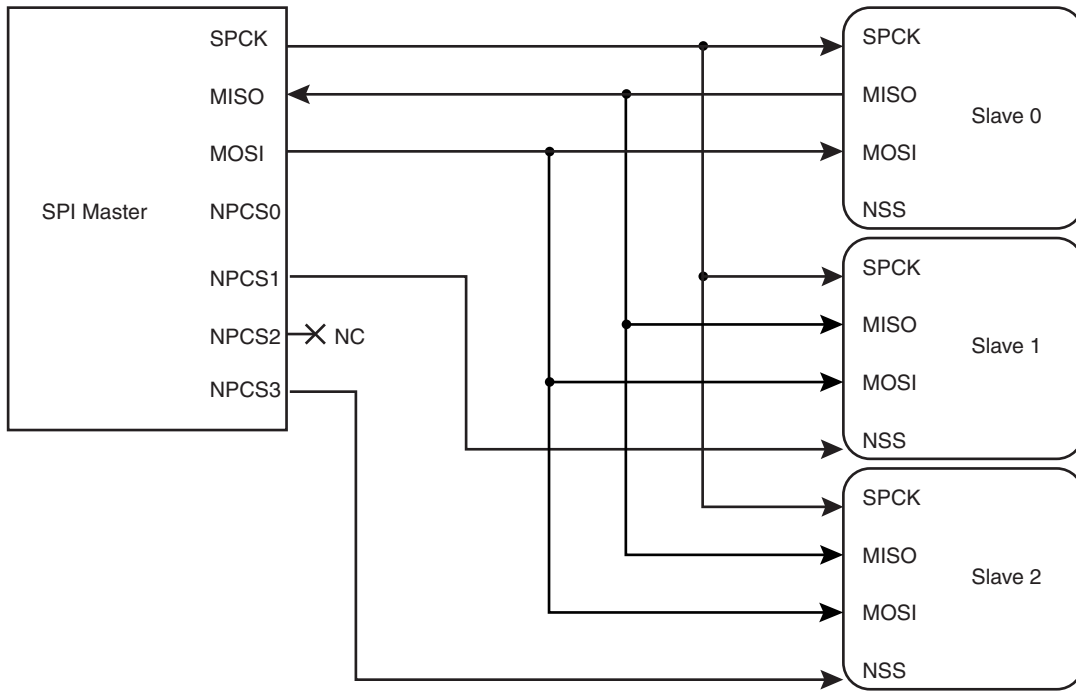 SPCK
MISO
MOSI
SPI Master
NPCS0
NPCS1
NPCS2
NC
NPCS3
SPCK
MISO
Slave 0
MOSI
NSS
SPCK
MISO
Slave 1
MOSI
NSS
SPCK
MISO
Slave 2
MOSI
NSS